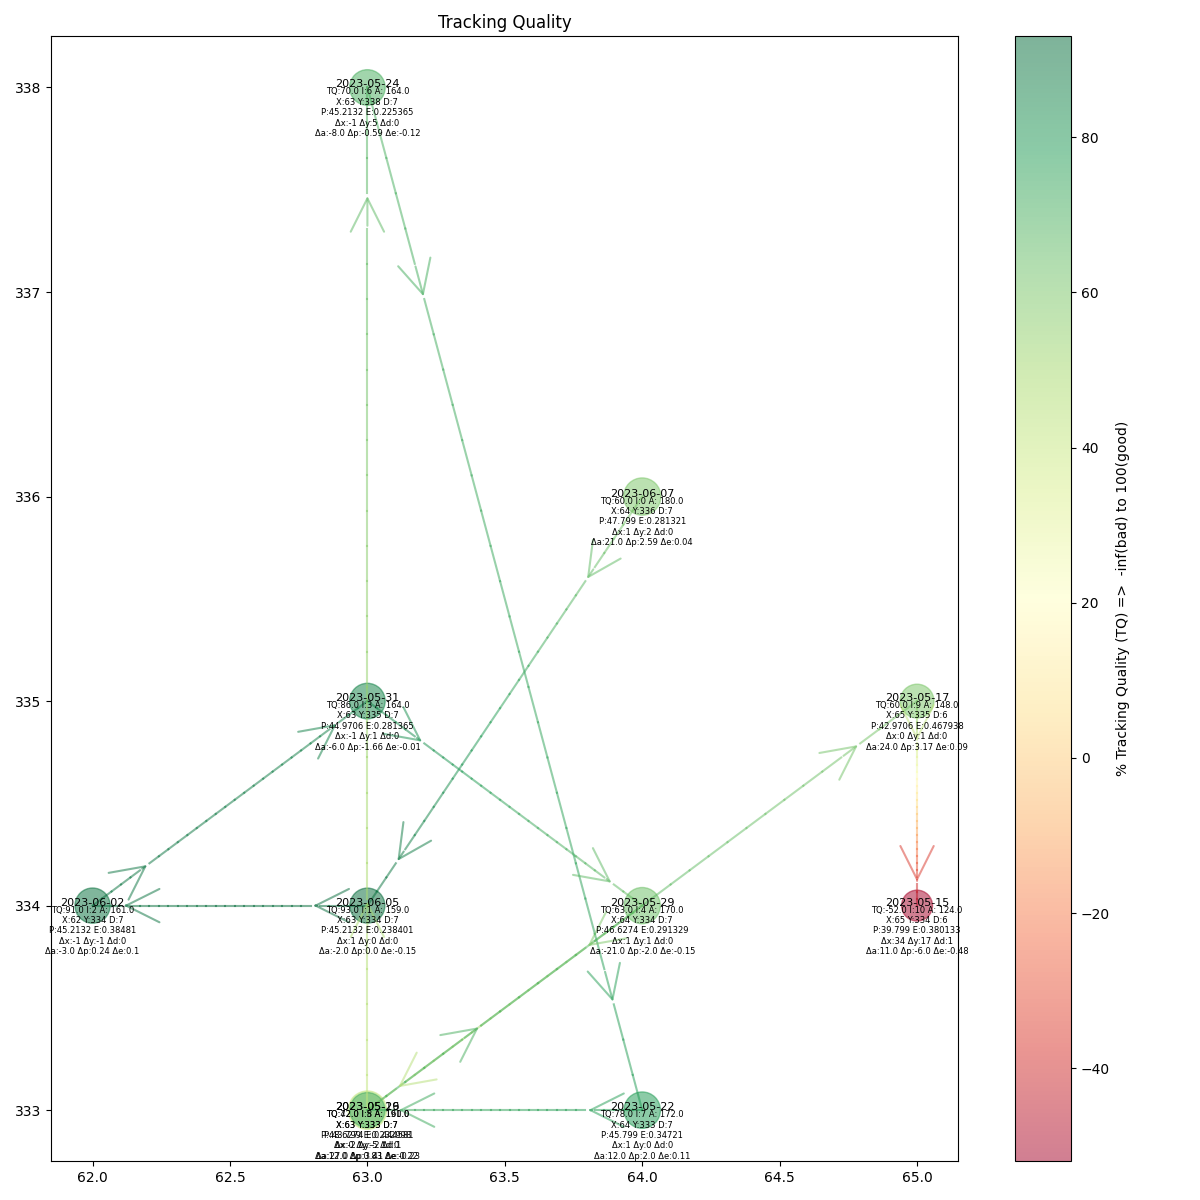 Tracking Quality
338
337
336
335
334
333
62.0
62.5
63.0
63.5
64.0
64.5
65.0
2023-05-24
TQ:70.0 I:6 A: 164.0
X:63 Y:338 D:7
P:45.2132 E:0.225365
Δx:-1 Δy:5 Δd:0
Δa:-8.0 Δp:-0.59 Δe:-0.12
2023-06-07
TQ:60.0 I:0 A: 180.0
X:64 Y:336 D:7
P:47.799 E:0.281321
Δx:1 Δy:2 Δd:0
Δa:21.0 Δp:2.59 Δe:0.04
2023-05-31
TQ:86.0 I:3 A: 164.0
X:63 Y:335 D:7
P:44.9706 E:0.281365
Δx:-1 Δy:1 Δd:0
Δa:-6.0 Δp:-1.66 Δe:-0.01
2023-05-17
TQ:60.0 I:9 A: 148.0
X:65 Y:335 D:6
P:42.9706 E:0.467938
Δx:0 Δy:1 Δd:0
Δa:24.0 Δp:3.17 Δe:0.09
2023-06-02
TQ:91.0 I:2 A: 161.0
X:62 Y:334 D:7
P:45.2132 E:0.38481
Δx:-1 Δy:-1 Δd:0
Δa:-3.0 Δp:0.24 Δe:0.1
2023-06-05
TQ:93.0 I:1 A: 159.0
X:63 Y:334 D:7
P:45.2132 E:0.238401
Δx:1 Δy:0 Δd:0
Δa:-2.0 Δp:0.0 Δe:-0.15
2023-05-29
TQ:63.0 I:4 A: 170.0
X:64 Y:334 D:7
P:46.6274 E:0.291329
Δx:1 Δy:1 Δd:0
Δa:-21.0 Δp:-2.0 Δe:-0.15
2023-05-15
TQ:-52.0 I:10 A: 124.0
X:65 Y:334 D:6
P:39.799 E:0.380133
Δx:34 Δy:17 Δd:1
Δa:11.0 Δp:-6.0 Δe:-0.48
X:63 Y:333 D:7
2023-05-22
TQ:78.0 I:7 A: 172.0
X:64 Y:333 D:7
P:45.799 E:0.34721
Δx:1 Δy:0 Δd:0
Δa:12.0 Δp:2.0 Δe:0.11
80
60
40
20
0
−20
−40
% Tracking Quality (TQ) => -inf(bad) to 100(good)